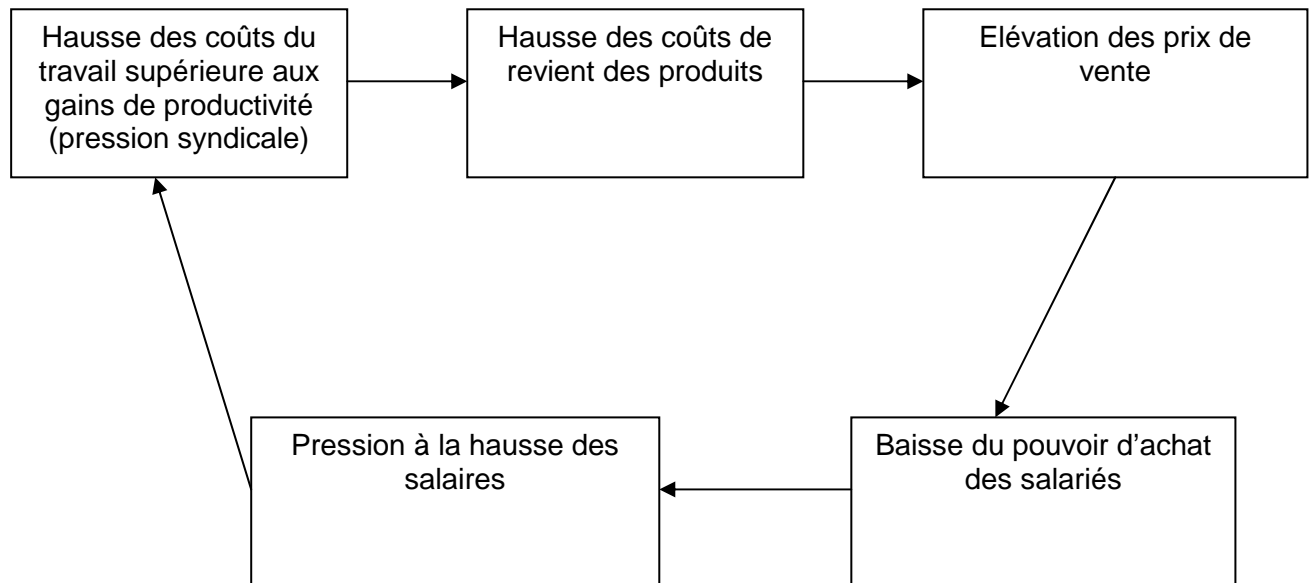 Hausse des coûts du
travail supérieure aux
gains de productivité
(pression syndicale)
Hausse des coûts de
revient des produits
Elévation des prix de
vente
Pression à la hausse des
salaires
Baisse du pouvoir d’achat
des salariés